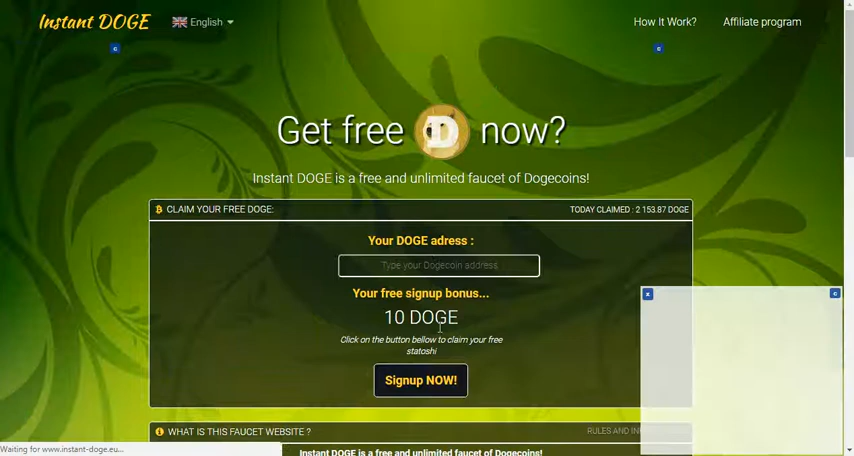 Instant DOGE
English
How It Work?
Affiliate program
Get free D now?
Instant DOGE is a free and unlimited faucet of Dogecoins!
CLAIM YOUR FREE DOGE:
TODAY CLAIMED : 2 153.87 DOGE
Your DOGE adress :
Type your Dogecoin address
Your free signup bonus...
10 DOGE
Click on the button bellow to claim your free
statoshi
Signup NOW!
WHAT IS THIS FAUCET WEBSITE ?
RULES AND
Instant DOGE is a free and unlimited faucet of Dogecoins!
Waiting for www.instant-doge.eu...